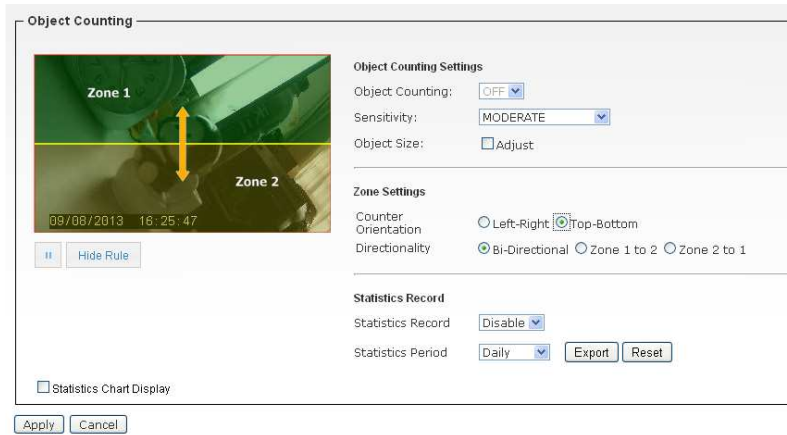 Object Counting
Zone 1
Zone 2
09/08/2013 16:25:47
Hide Rule
Object Counting Settings
Object Counting: OFF
Sensitivity: MODERATE
Object Size: Adjust
Zone Settings
Counter
Orientation
Left-Right Top-Bottom
Directionality Bi-Directional Zone 1 to 2 Zone 2 to 1
Statistics Record
Statistics Record Disable
Statistics Period Daily Export Reset
Statistics Chart Display
Apply Cancel